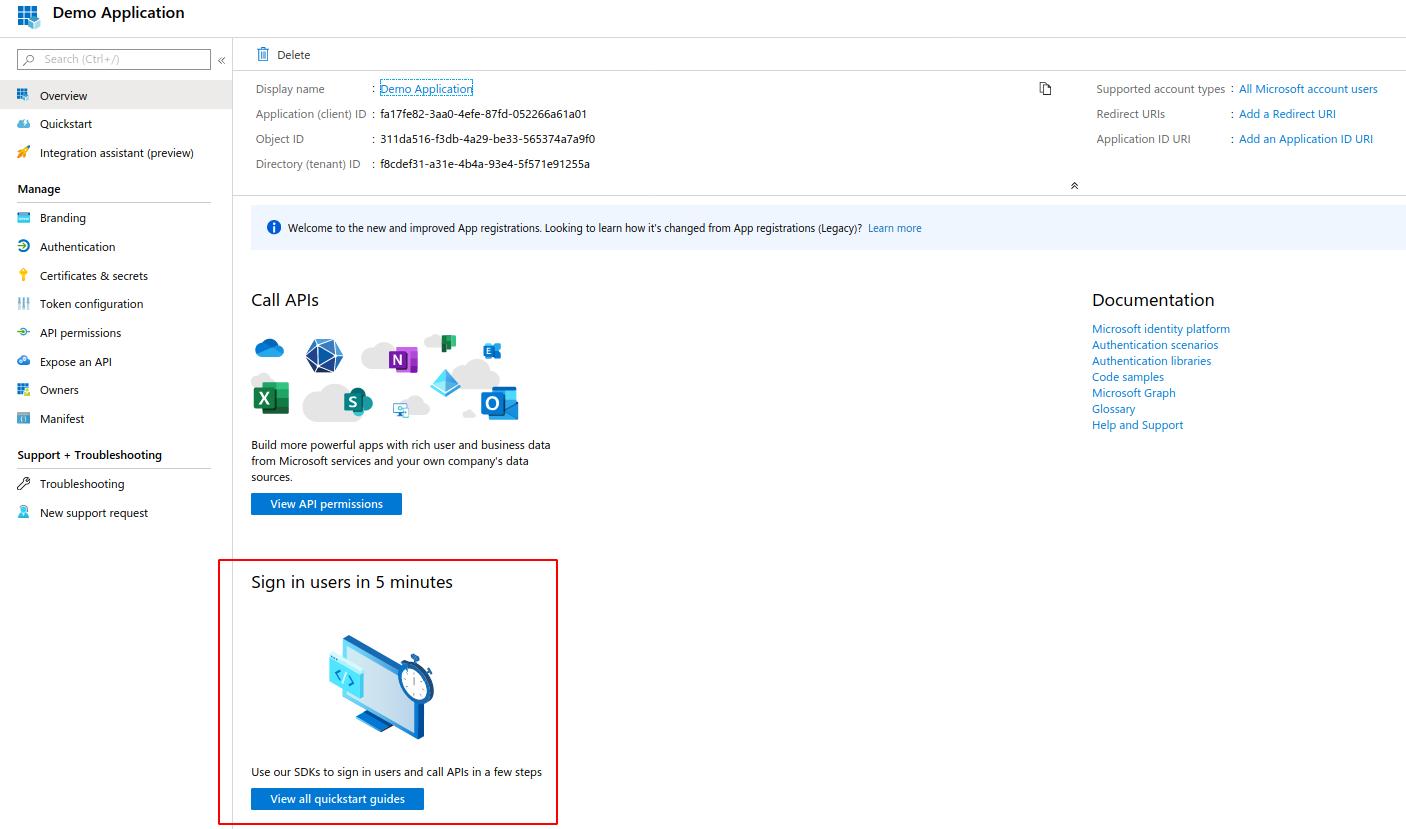 Demo Application
Search (Ctrl+/)
«
Overview
Quickstart
Integration assistant (preview)
Manage
Branding
Authentication
Certificates & secrets
Token configuration
API permissions
Expose an API
Owners
Manifest
Support + Troubleshooting
Troubleshooting
New support request
Delete
Display name : Demo Application
Application (client) ID : fa17fe82-3aa0-4efe-87fd-052266a61a01
Object ID : 311da516-f3db-4a29-be33-565374a7a9f0
Directory (tenant) ID : f8cdef31-a31e-4b4a-93e4-5f571e91255a
Supported account types : All Microsoft account users
Redirect URIs : Add a Redirect URI
Application ID URI : Add an Application ID URI
Welcome to the new and improved App registrations. Looking to learn how it's changed from App registrations (Legacy)? Learn more
Call APIs
N
E
X
S
O
Build more powerful apps with rich user and business data
from Microsoft services and your own company's data
sources.
View API permissions
Sign in users in 5 minutes
</>
Use our SDKs to sign in users and call APIs in a few steps
View all quickstart guides
Documentation
Microsoft identity platform
Authentication scenarios
Authentication libraries
Code samples
Microsoft Graph
Glossary
Help and Support